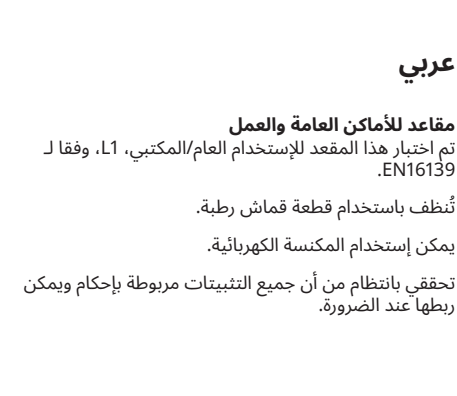 عربي
مقاعد للأماكن العامة والعمل
تم اختبار هذا المقعد للإستخدام العام/المكتبي، L1، وفقا لـ
EN16139.
تُنظف باستخدام قطعة قماش رطبة.
يمكن إستخدام المكنسة الكهربائية.
تحققي بانتظام من أن جميع التثبيتات مربوطة بإحكام ويمكن
ربطها عند الضرورة.